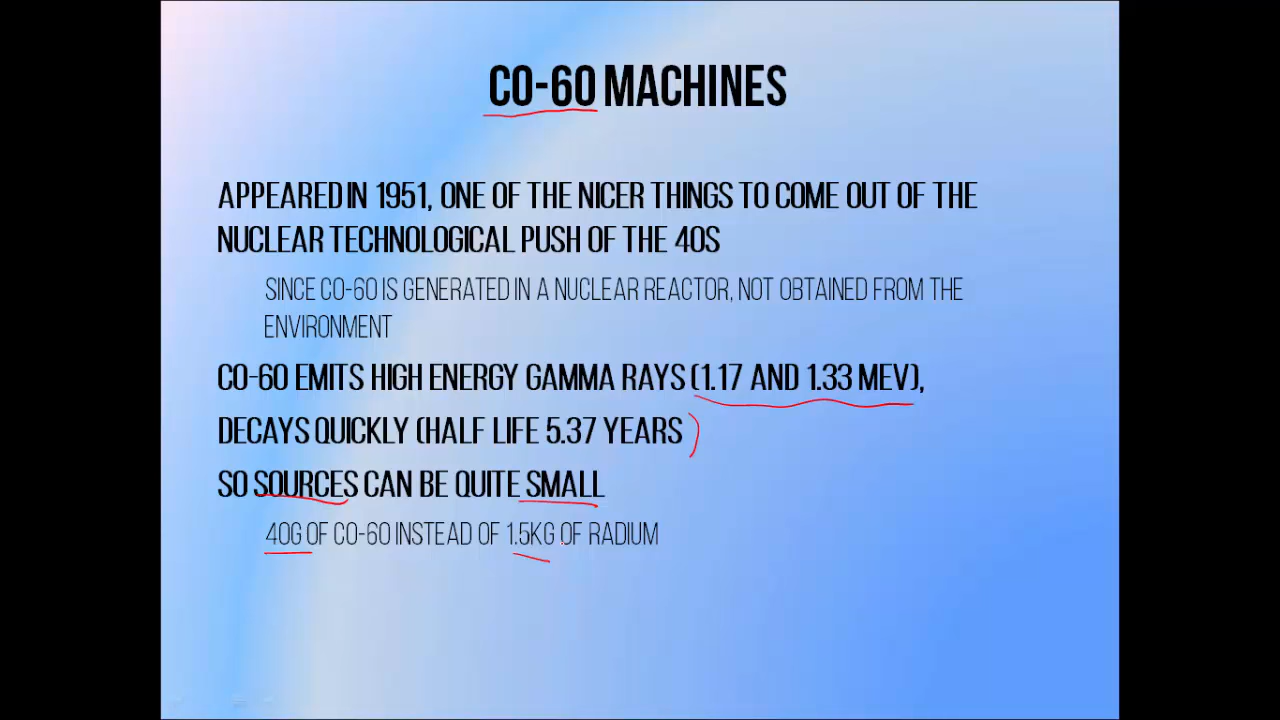 CO-60 MACHINES
APPEARED IN 1951, ONE OF THE NICER THINGS TO COME OUT OF THE
NUCLEAR TECHNOLOGICAL PUSH OF THE 40S
SINCE CO-60 IS GENERATED IN A NUCLEAR REACTOR, NOT OBTAINED FROM THE
ENVIRONMENT
CO-60 EMITS HIGH ENERGY GAMMA RAYS (1.17 AND 1.33 MEV),
DECAYS QUICKLY (HALF LIFE 5.37 YEARS )
SO SOURCES CAN BE QUITE SMALL
40G OF CO-60 INSTEAD OF 1.5KG OF RADIUM